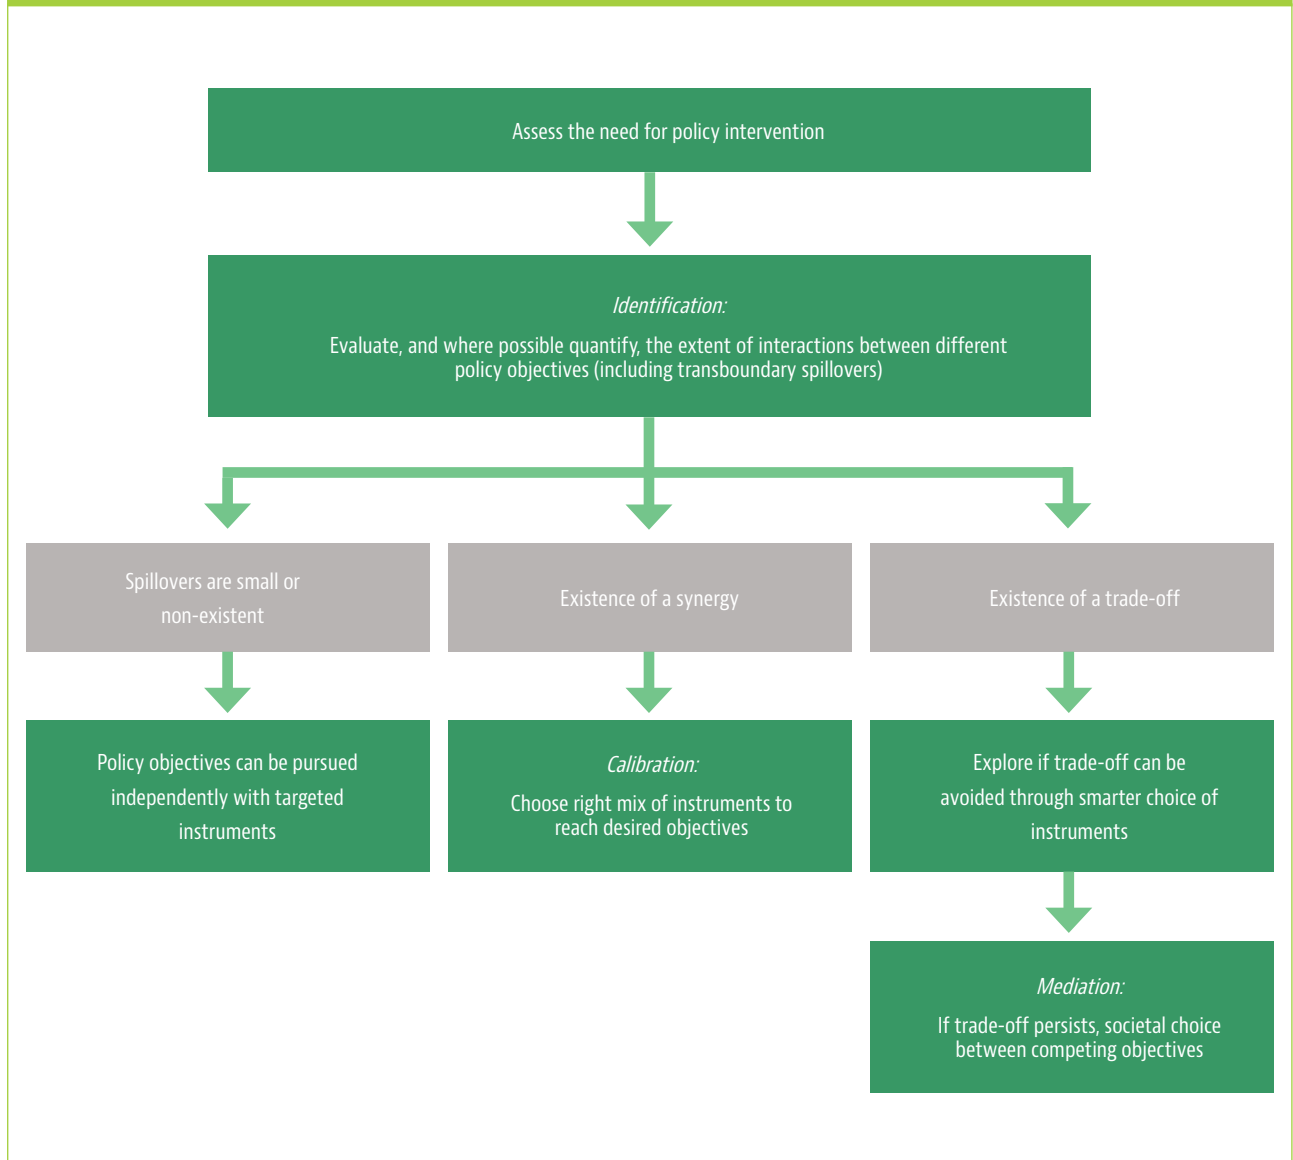 Assess the need for policy intervention
Identification:
Evaluate, and where possible quantify, the extent of interactions between different
policy objectives (including transboundary spillovers)
Spillovers are small or
non-existent
Existence of a synergy
Existence of a trade-off
Policy objectives can be pursued
independently with targeted
instruments
Calibration:
Choose right mix of instruments to
reach desired objectives
Explore if trade-off can be
avoided through smarter choice of
instruments
Mediation:
If trade-off persists, societal choice
between competing objectives